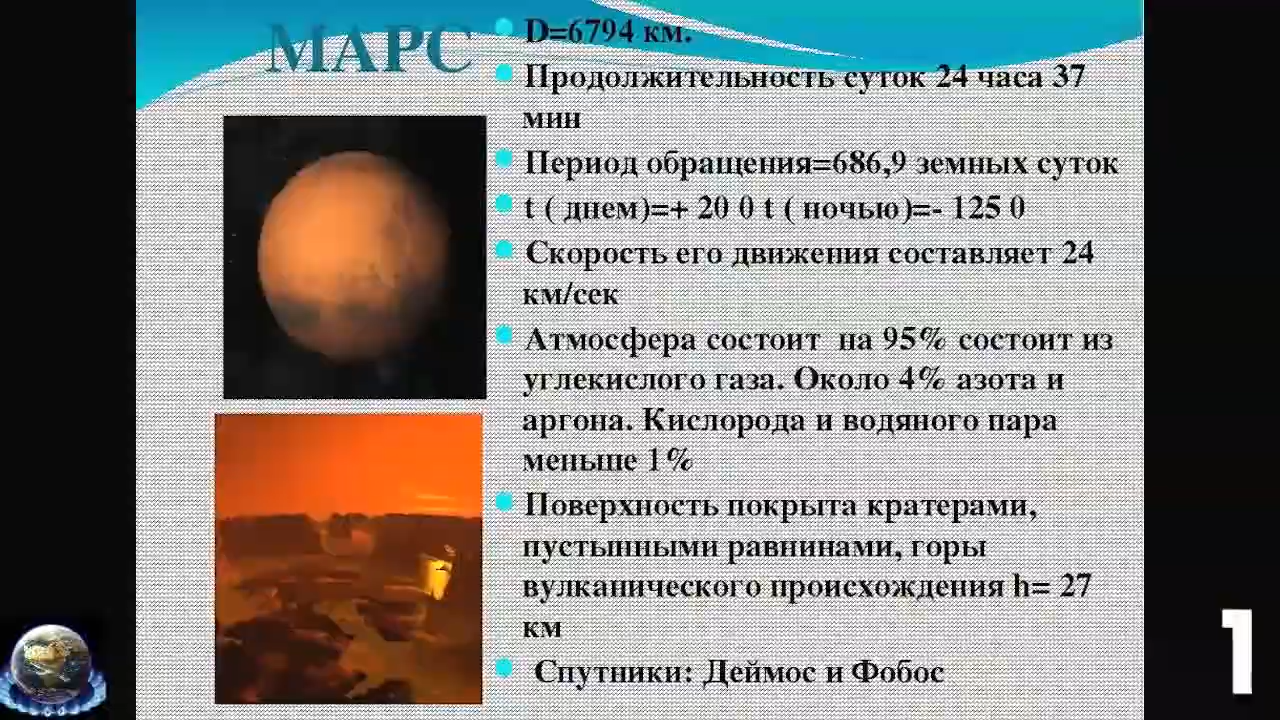 МАРС
D=6794 км.
Продолжительность суток 24 часа 37
мин
Период обращения=686,9 земных суток
t ( днем)=+ 20 0 t ( ночью)=- 125 0
Скорость его движения составляет 24
км/сек
Атмосфера состоит на 95% состоит из
углекислого газа. Около 4% азота и
аргона. Кислорода и водяного пара
меньше 1%
Поверхность покрыта кратерами,
пустынными равнинами, горы
вулканического происхождения h= 27
км
Спутники: Деймос и Фобос
1